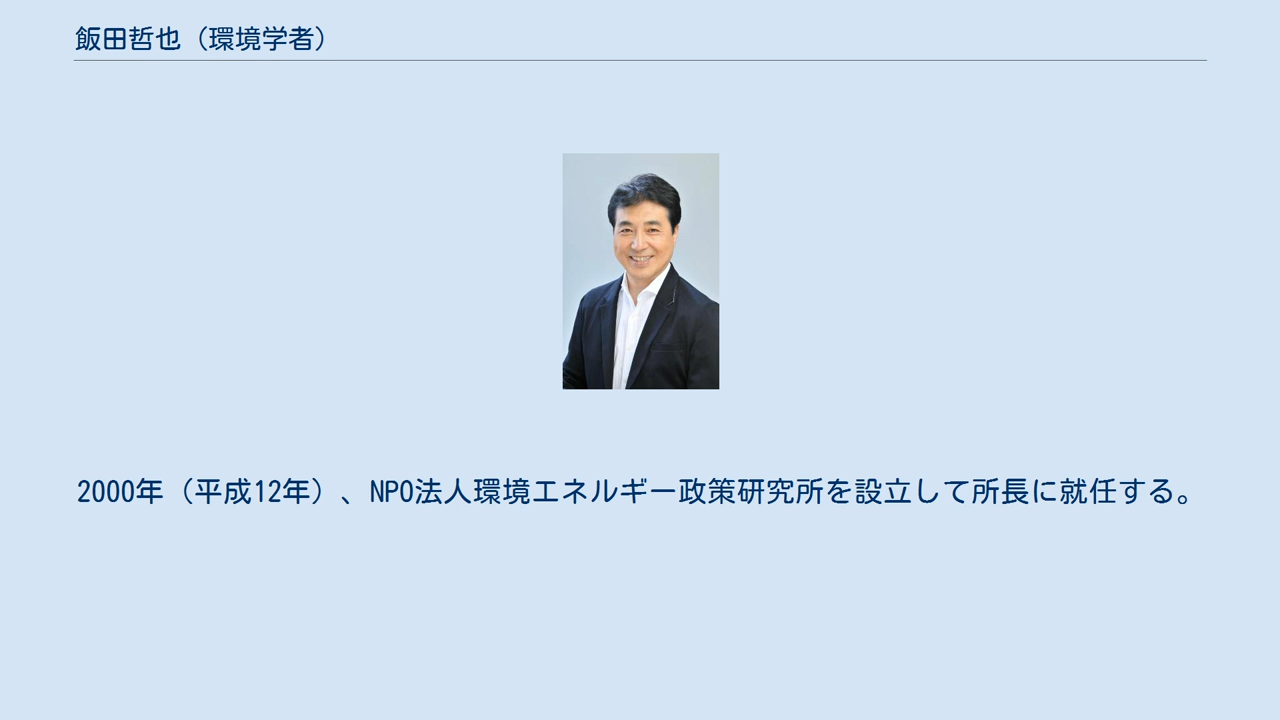 飯田哲也（環境学者）
2000年（平成12年）、NPO法人環境エネルギー政策研究所を設立して所長に就任する。